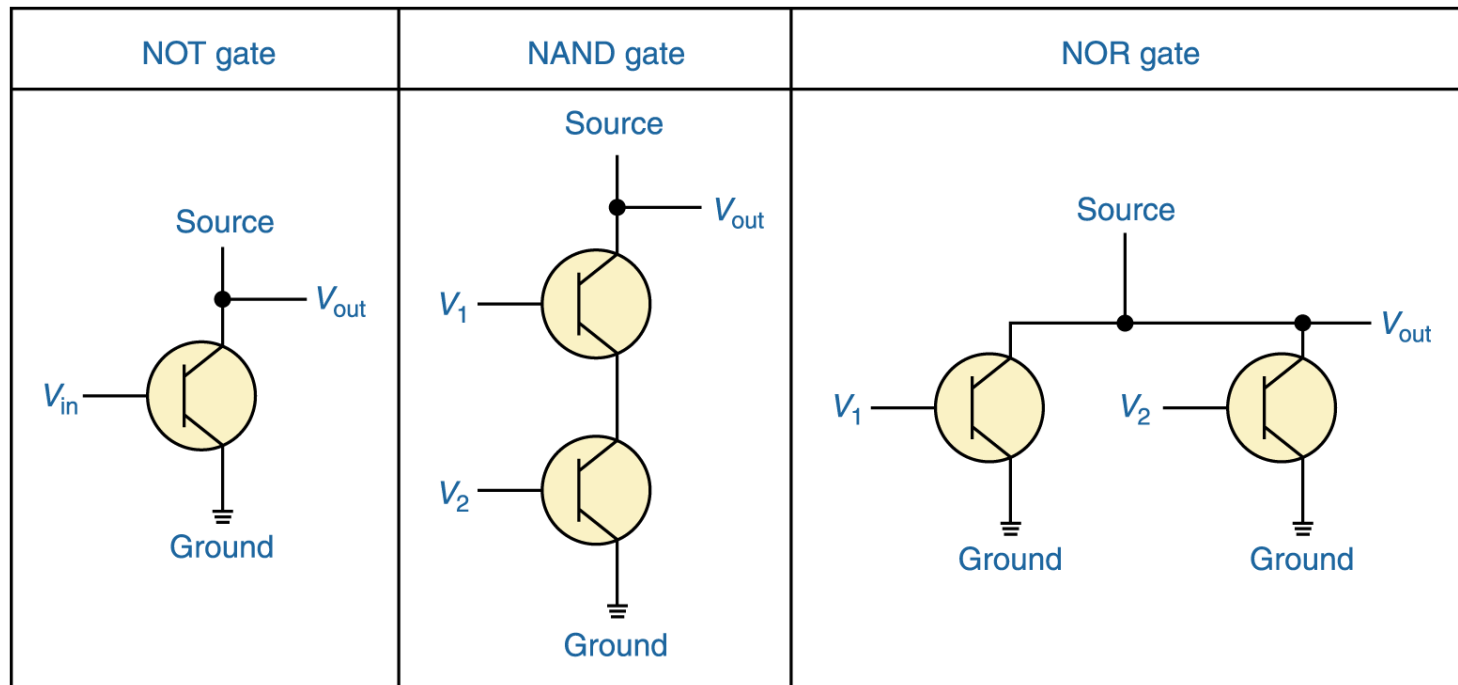 NOT gate
NAND gate
NOR gate
Source
Vout
Vin
Ground
Source
Vout
V1
V2
Ground
Source
Vout
V1
V2
Ground
Ground